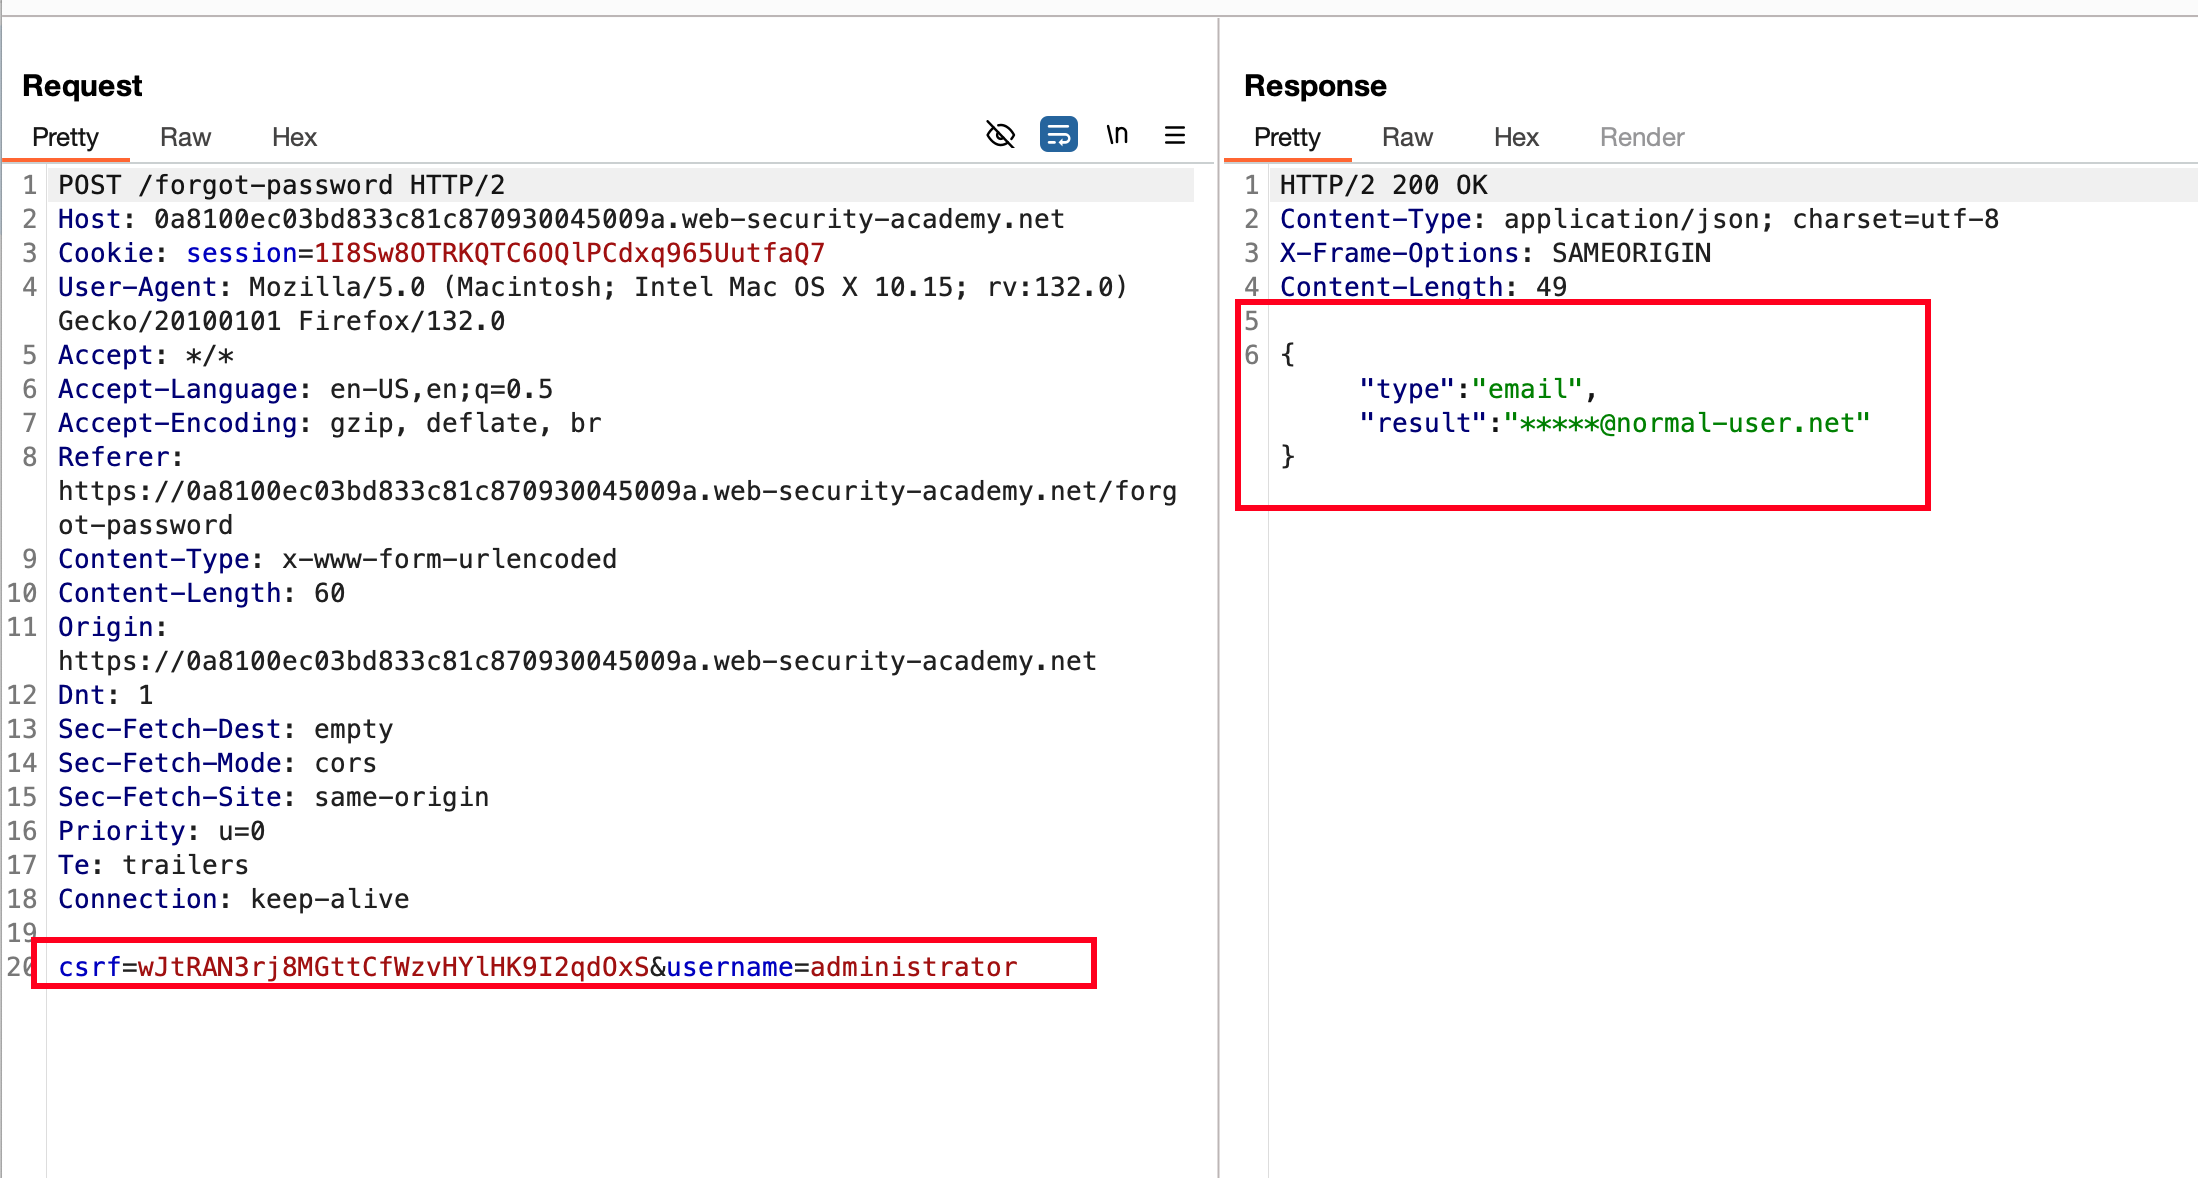 Request
Pretty Raw Hex \n
1 POST /forgot-password HTTP/2
2 Host: 0a8100ec03bd833c81c870930045009a.web-security-academy.net
3 Cookie: session=1I8Sw8OTRKQTC6OQlPCdxq965UutfaQ7
4 User-Agent: Mozilla/5.0 (Macintosh; Intel Mac OS X 10.15; rv:132.0)
Gecko/20100101 Firefox/132.0
5 Accept: */*
6 Accept-Language: en-US,en;q=0.5
7 Accept-Encoding: gzip, deflate, br
8 Referer:
https://0a8100ec03bd833c81c870930045009a.web-security-academy.net/forg
ot-password
9 Content-Type: x-www-form-urlencoded
10 Content-Length: 60
11 Origin:
https://0a8100ec03bd833c81c870930045009a.web-security-academy.net
12 Dnt: 1
13 Sec-Fetch-Dest: empty
14 Sec-Fetch-Mode: cors
15 Sec-Fetch-Site: same-origin
16 Priority: u=0
17 Te: trailers
18 Connection: keep-alive
19
20 csrf=wJtRAN3rj8MGttCfWzvHYlHK9I2qdOxS&username=administrator
Response
Pretty Raw Hex Render
1 HTTP/2 200 OK
2 Content-Type: application/json; charset=utf-8
3 X-Frame-Options: SAMEORIGIN
4 Content-Length: 49
5
6 {
"type":"email",
"result":"*****@normal-user.net"
}